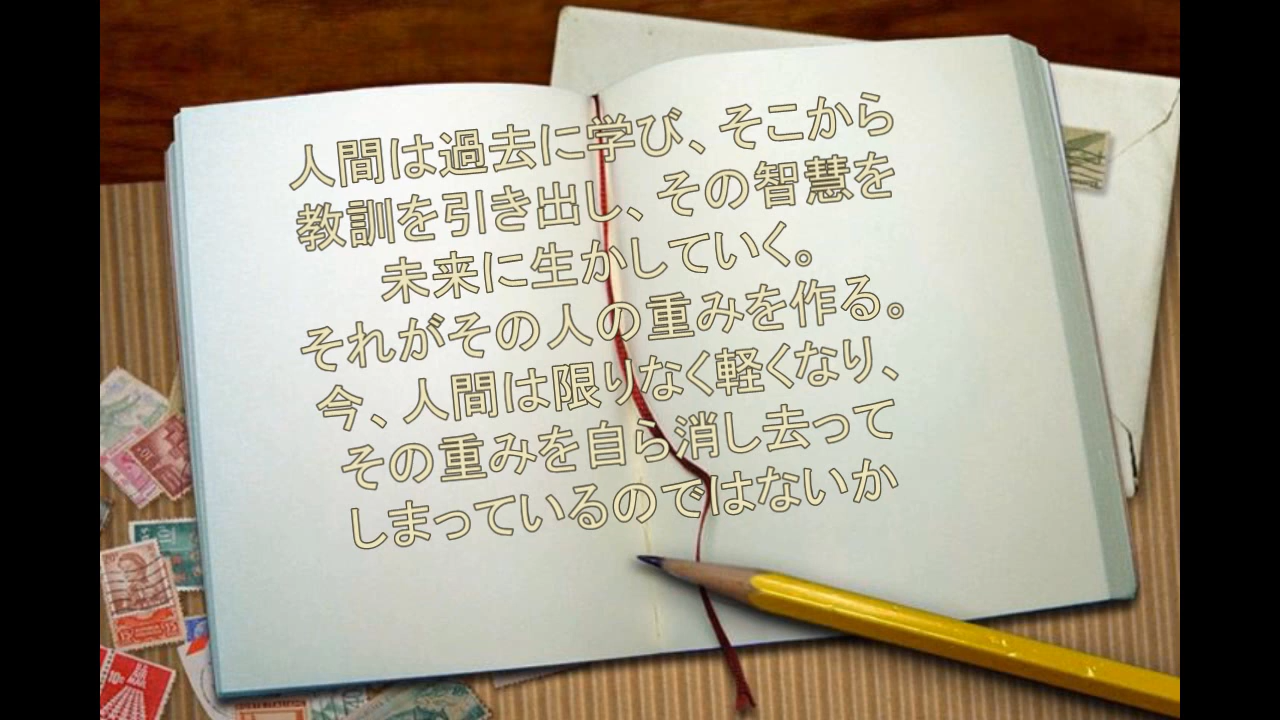 人間は過去に学び、そこから
教訓を引き出し、その智慧を
未来に生かしていく。
それがその人の重みを作る。
今、人間は限りなく軽くなり、
その重みを自ら消し去って
しまっているのではないか